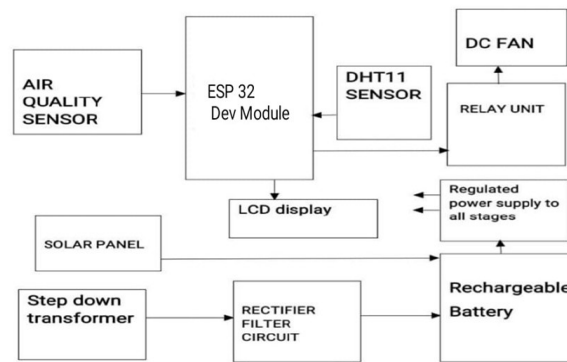 AIR
QUALITY
SENSOR
ESP 32
Dev Module
DHT11
SENSOR
DC FAN
RELAY UNIT
LCD display
Regulated
power supply to
all stages
SOLAR PANEL
Step down
transformer
RECTIFIER
FILTER
CIRCUIT
Rechargeable
Battery